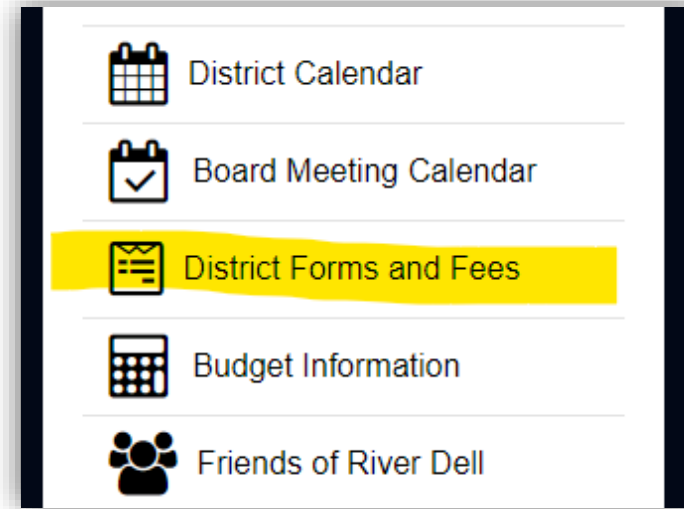 District Calendar
Board Meeting Calendar
District Forms and Fees
Budget Information
Friends of River Dell